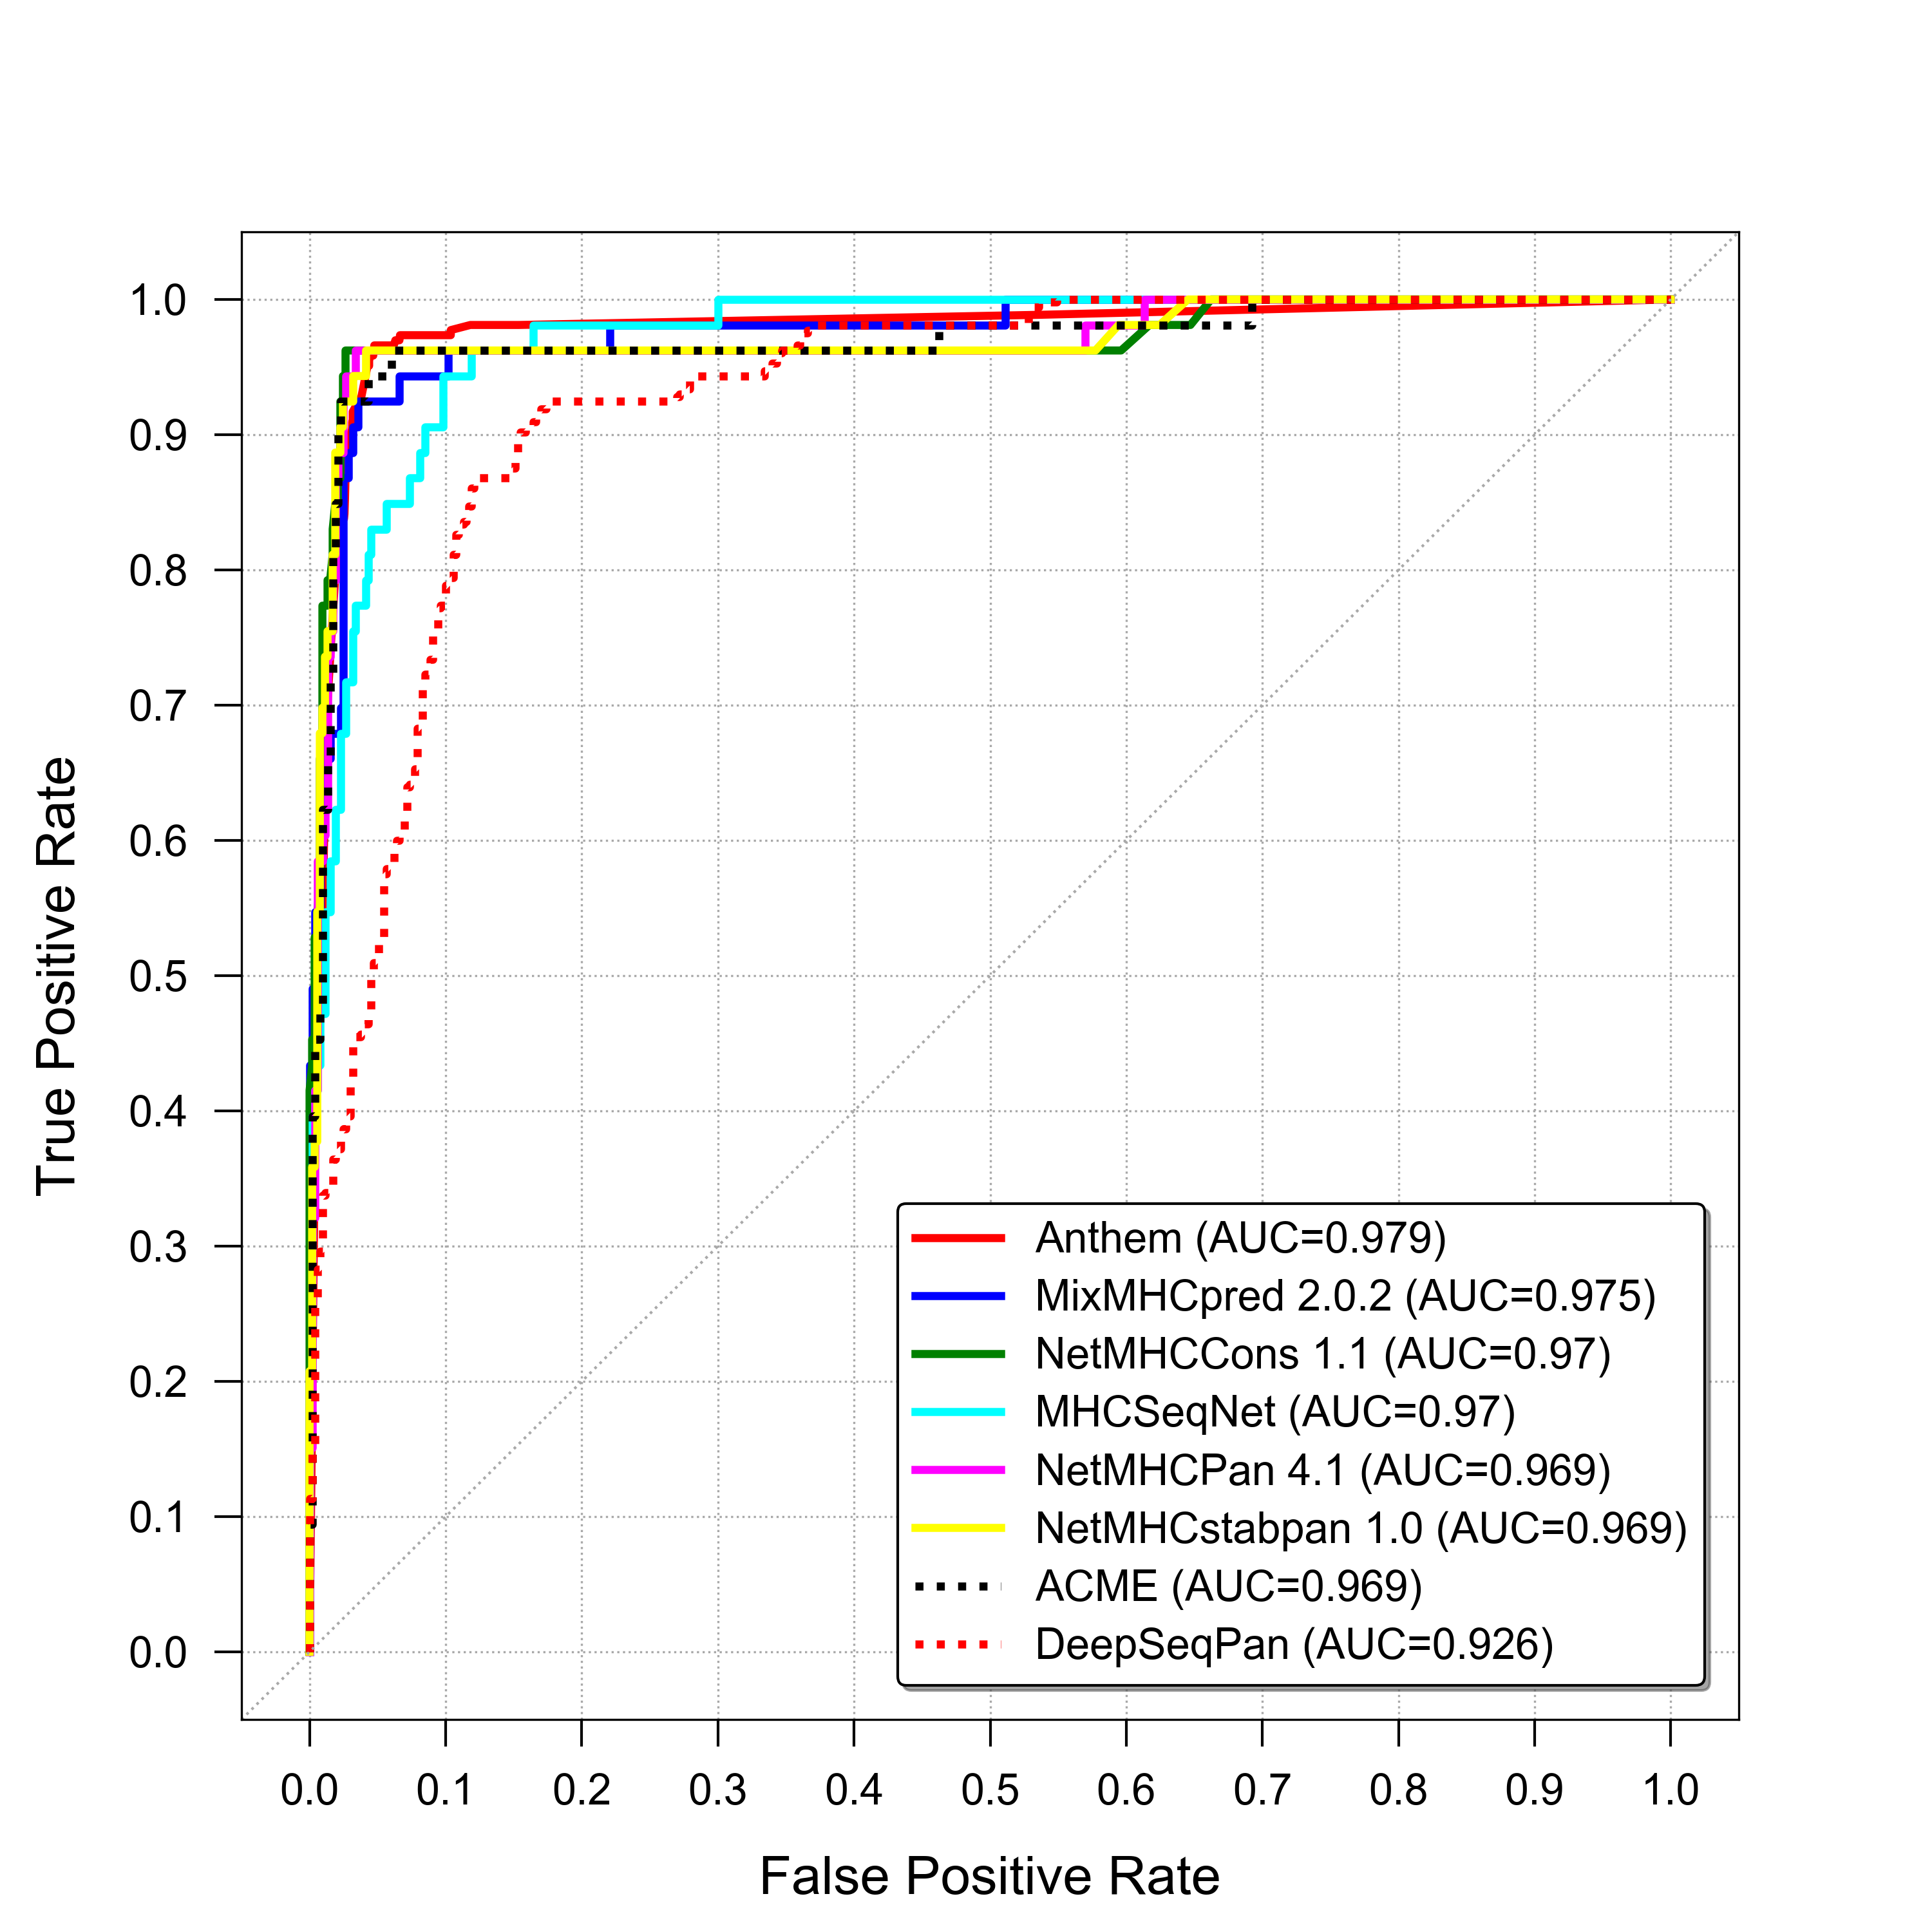 1.0
0.9
0.8
0.7
0.6
0.5
0.4
0.3
0.2
0.1
0.0
True Positive Rate
Anthem (AUC=0.979)
MixMHCpred 2.0.2 (AUC=0.975)
NetMHCCons 1.1 (AUC=0.97)
MHCSeqNet (AUC=0.97)
NetMHCPan 4.1 (AUC=0.969)
NetMHCstabpan 1.0 (AUC=0.969)
ACME (AUC=0.969)
DeepSeqPan (AUC=0.926)
0.0 0.1 0.2 0.3 0.4 0.5 0.6 0.7 0.8 0.9 1.0
False Positive Rate